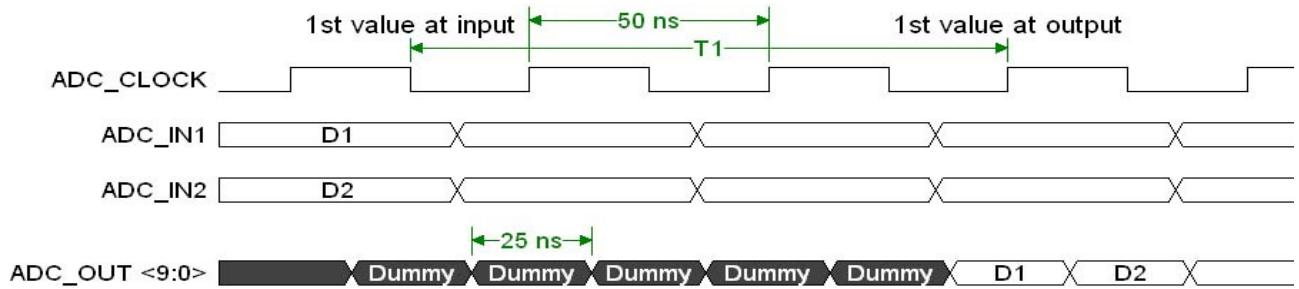 1st value at input 50 ns 1st value at output
T1
ADC_CLOCK
ADC_IN1 D1
ADC_IN2 D2
25 ns
ADC_OUT <9:0> Dummy Dummy Dummy Dummy Dummy D1 D2